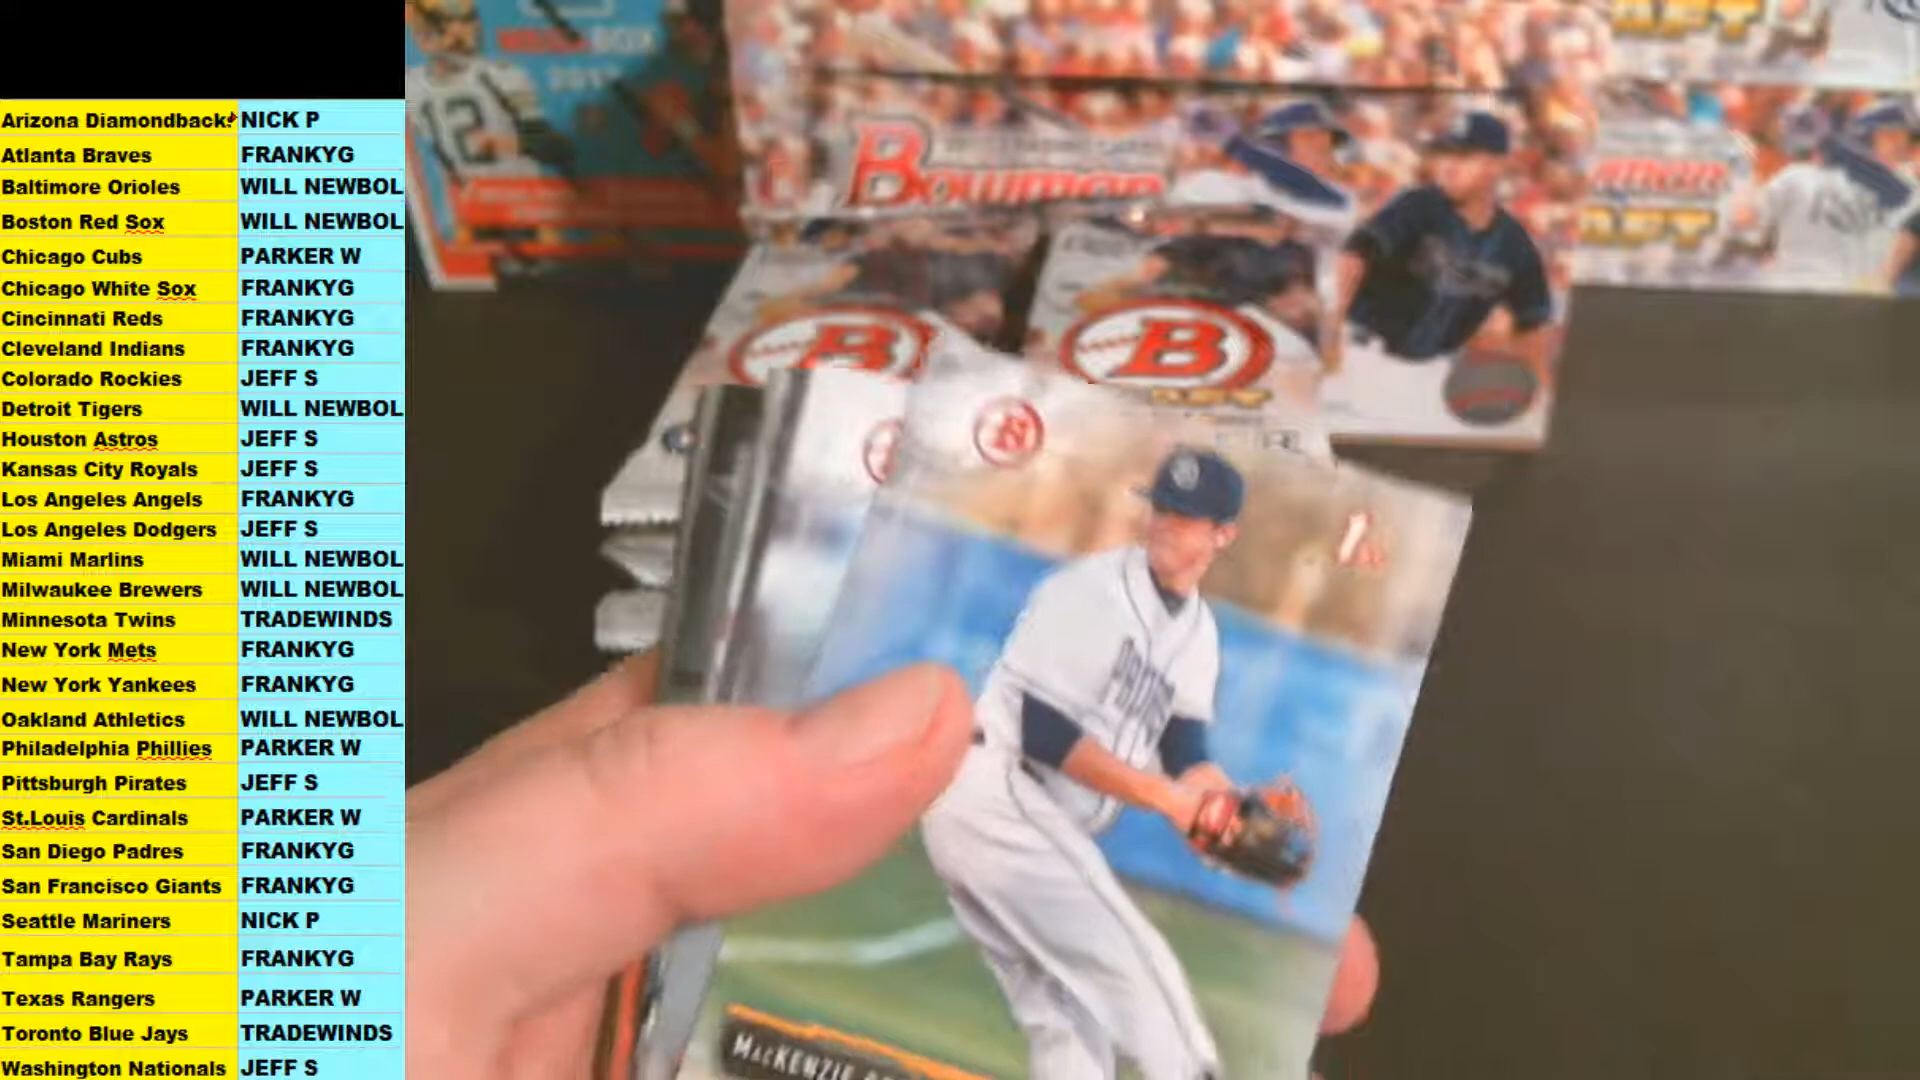 Arizona Diamondbacks NICK P
Atlanta Braves FRANKYG
Baltimore Orioles WILL NEWBOL
Boston Red Sox WILL NEWBOL
Chicago Cubs PARKER W
Chicago White Sox FRANKYG
Cincinnati Reds FRANKYG
Cleveland Indians FRANKYG
Colorado Rockies JEFF S
Detroit Tigers WILL NEWBOL
Houston Astros JEFF S
Kansas City Royals JEFF S
Los Angeles Angels FRANKYG
Los Angeles Dodgers JEFF S
Miami Marlins WILL NEWBOL
Milwaukee Brewers WILL NEWBOL
Minnesota Twins TRADEWINDS
New York Mets FRANKYG
New York Yankees FRANKYG
Oakland Athletics WILL NEWBOL
Philadelphia Phillies PARKER W
Pittsburgh Pirates JEFF S
St.Louis Cardinals PARKER W
San Diego Padres FRANKYG
San Francisco Giants FRANKYG
Seattle Mariners NICK P
Tampa Bay Rays FRANKYG
Texas Rangers PARKER W
Toronto Blue Jays TRADEWINDS
Washington Nationals JEFF S
BOX
2017
12
Bowman
B
B
B
1st
PADRES
MACKENZIE